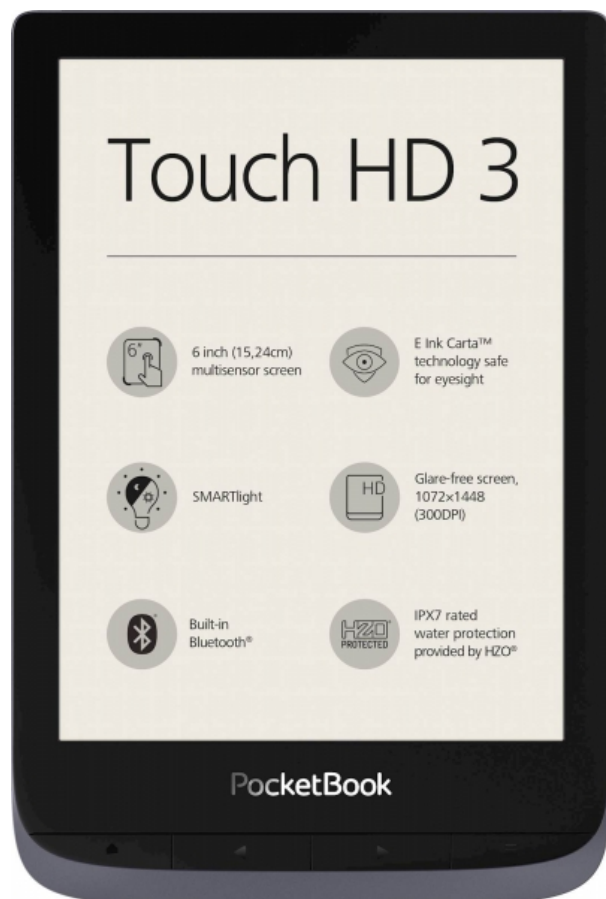 Touch HD 3
6"
6 inch (15,24cm)
multisensor screen
E Ink Carta™
technology safe
for eyesight
SMARTlight
HD
Glare-free screen,
1072×1448
(300DPI)
Built-in
Bluetooth®
HZO
PROTECTED
IPX7 rated
water protection
provided by HZO®
PocketBook